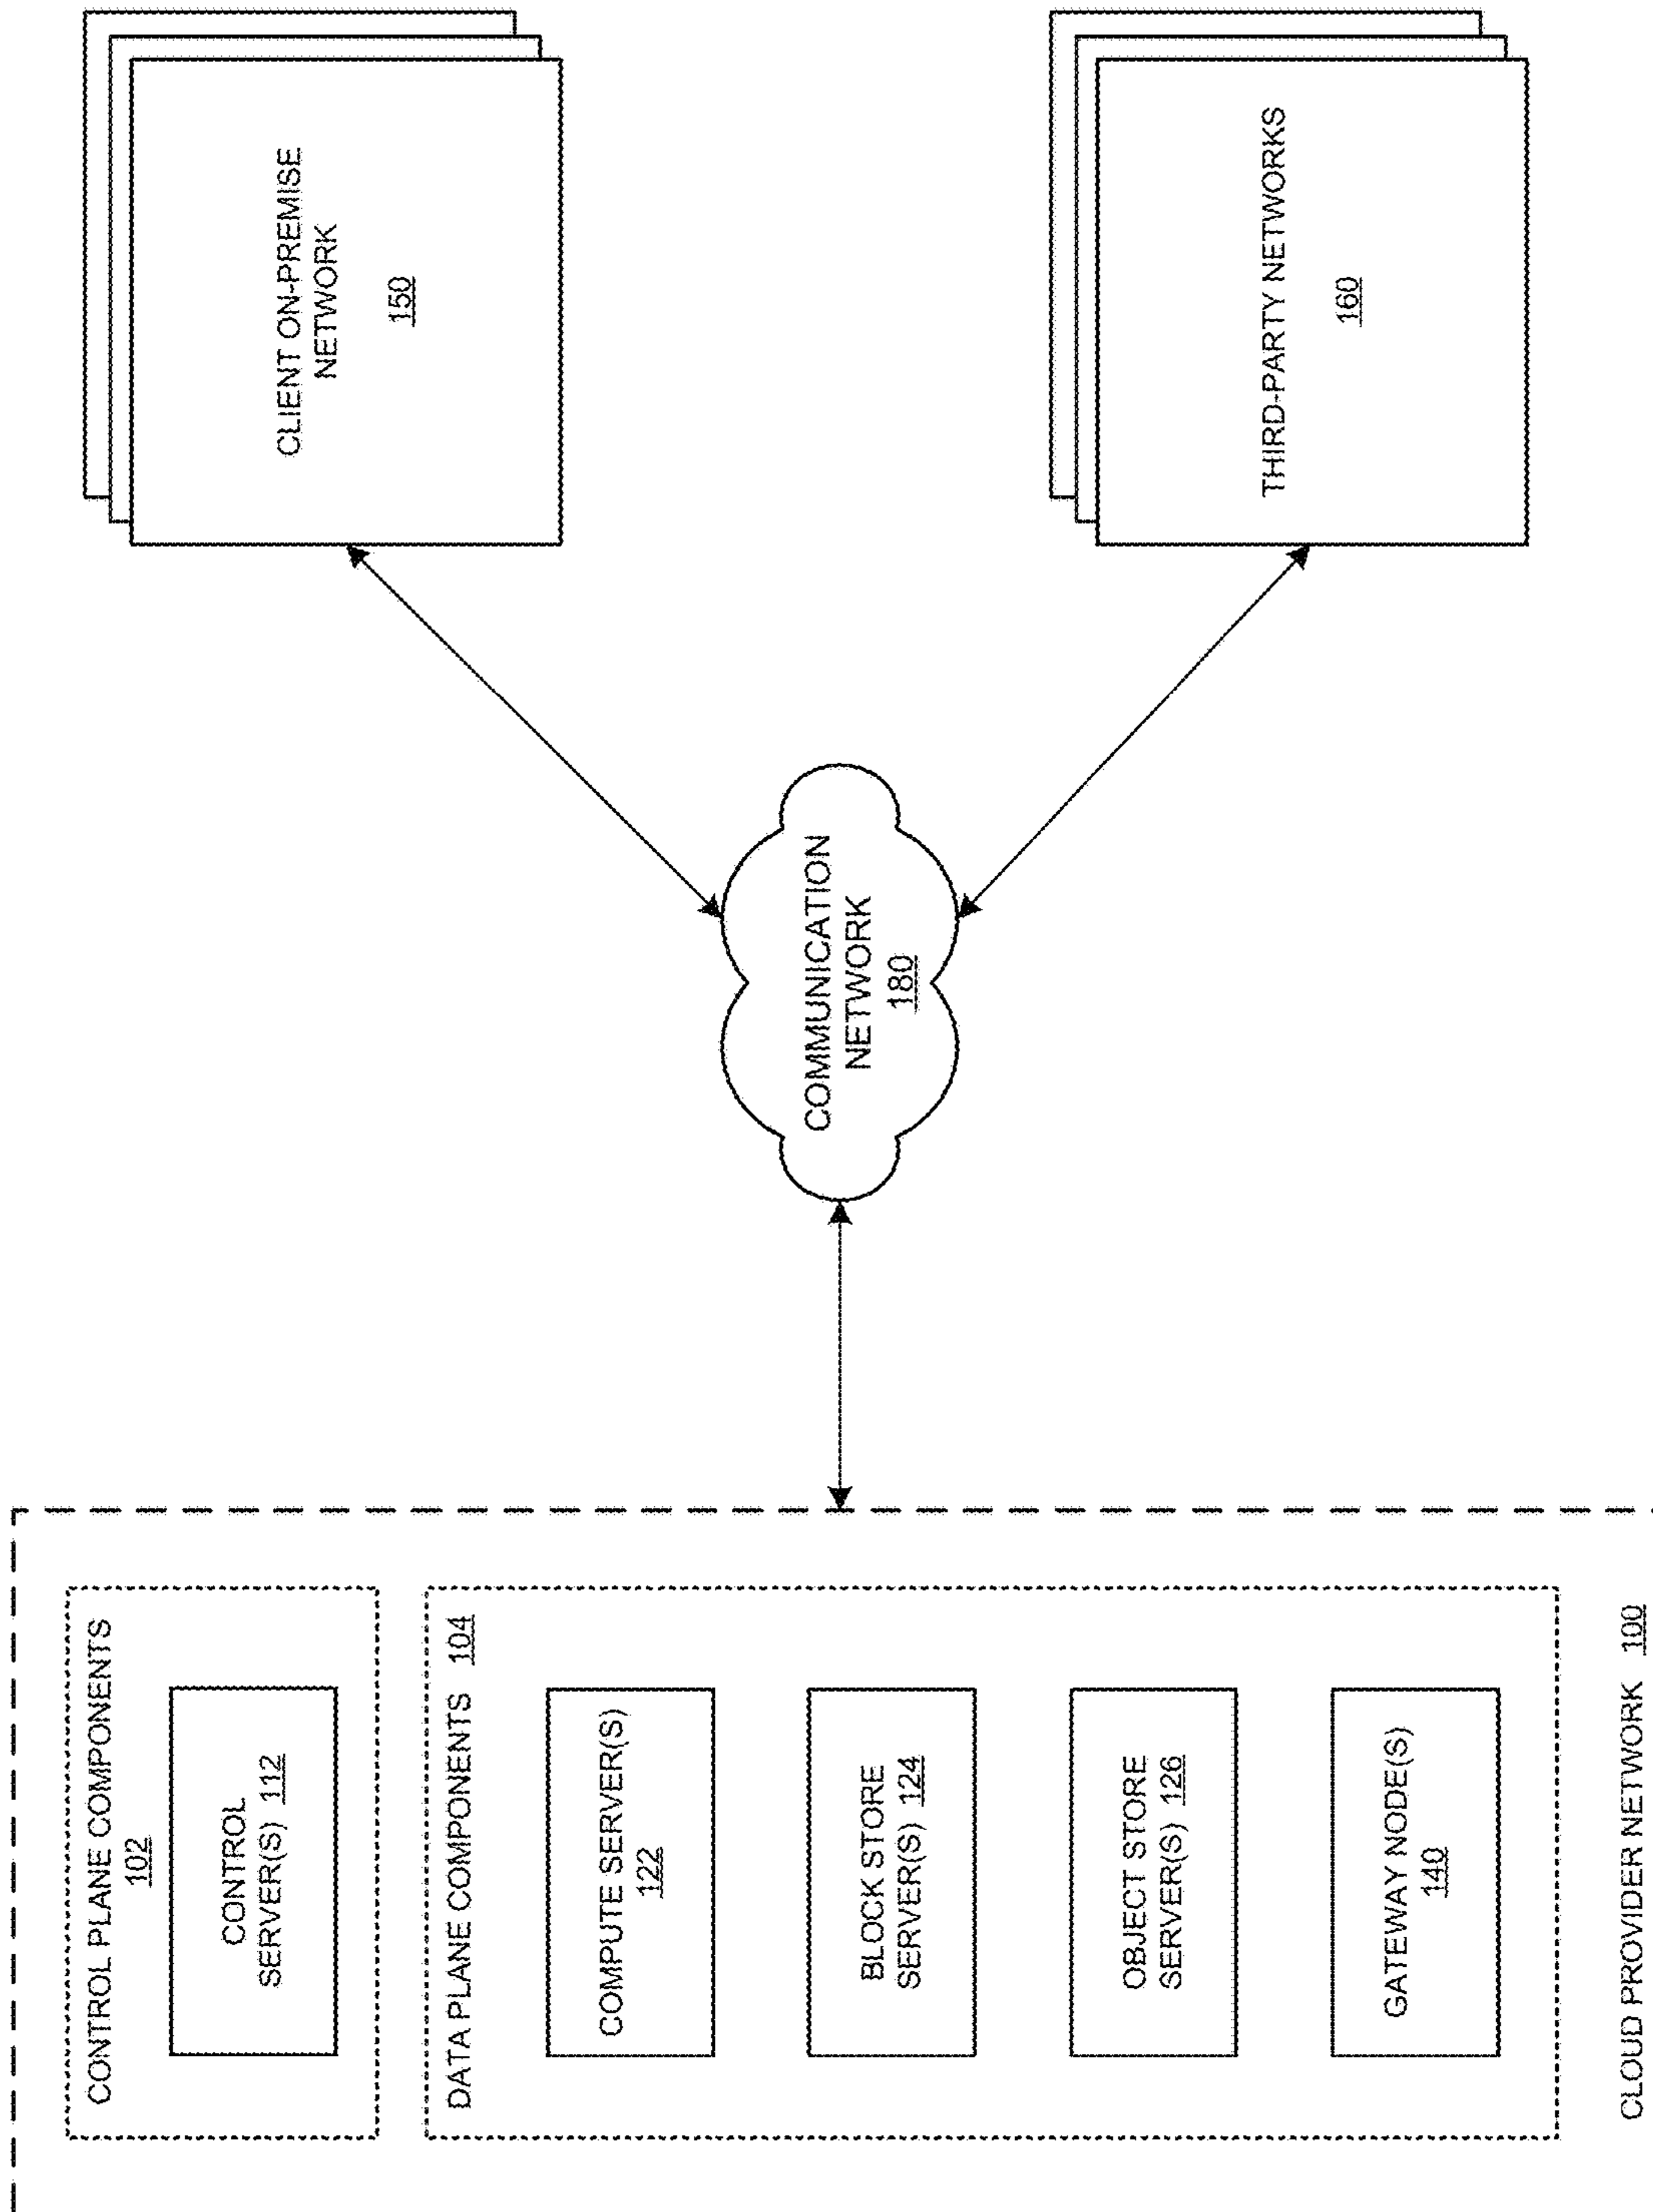 CONTROL PLANE COMPONENTS
102
CONTROL
SERVER(S) 112
DATA PLANE COMPONENTS 104
COMPUTE SERVER(S)
122
BLOCK STORE
SERVER(S) 124
OBJECT STORE
SERVER(S) 126
GATEWAY NODE(S)
140
CLOUD PROVIDER NETWORK 100
COMMUNICATION
NETWORK
180
CLIENT ON-PREMISE
NETWORK
150
THIRD-PARTY NETWORKS
160